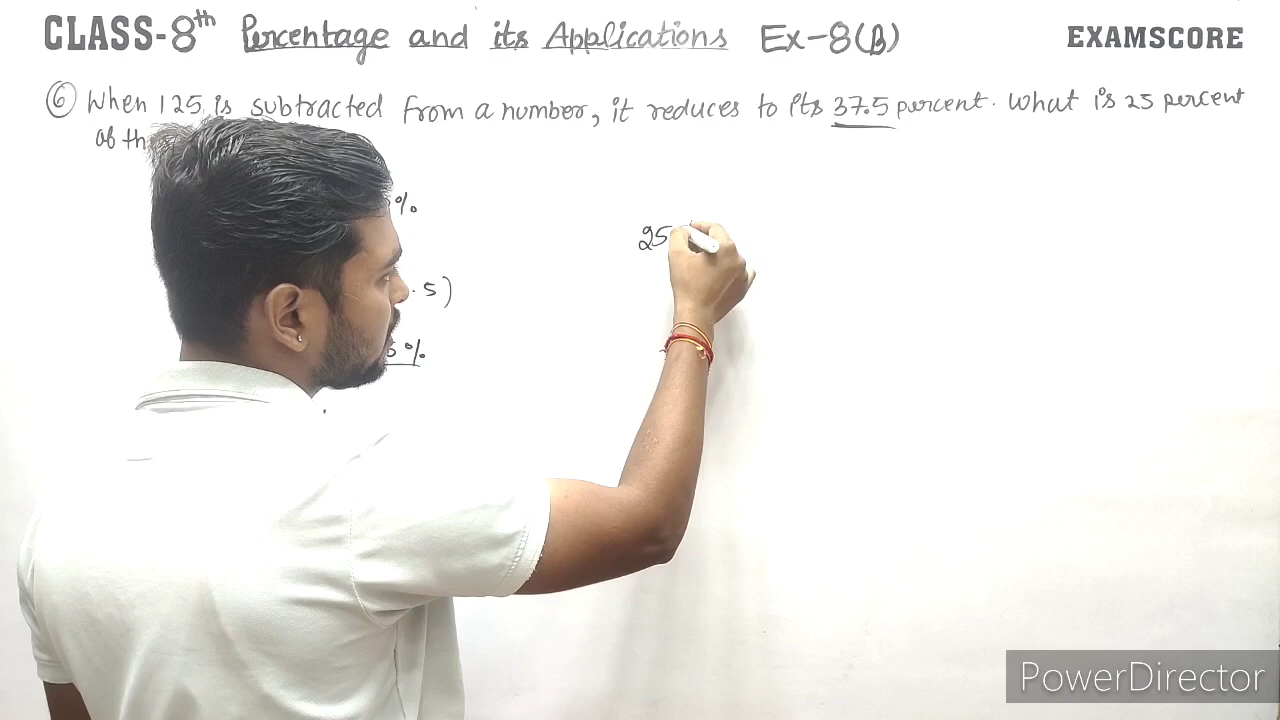 CLASS-8th Percentage and its Applications Ex-8(B)
EXAMSCORE
⑥ When 125 is subtracted from a number, it reduces to its 37.5 percent. What is 25 percent
of
%
.5)
5%
25
PowerDirector